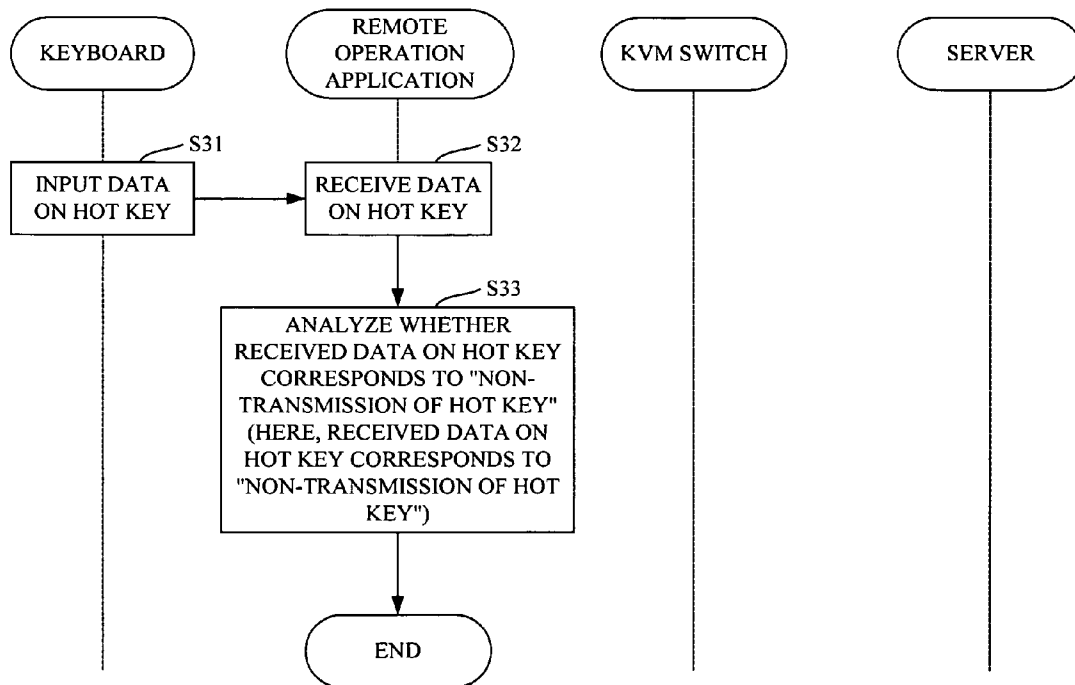 KEYBOARD
REMOTE
OPERATION
APPLICATION
KVM SWITCH
SERVER
S31
INPUT DATA
ON HOT KEY
S32
RECEIVE DATA
ON HOT KEY
S33
ANALYZE WHETHER
RECEIVED DATA ON HOT KEY
CORRESPONDS TO "NON-
TRANSMISSION OF HOT KEY"
(HERE, RECEIVED DATA ON
HOT KEY CORRESPONDS TO
"NON-TRANSMISSION OF HOT
KEY")
END